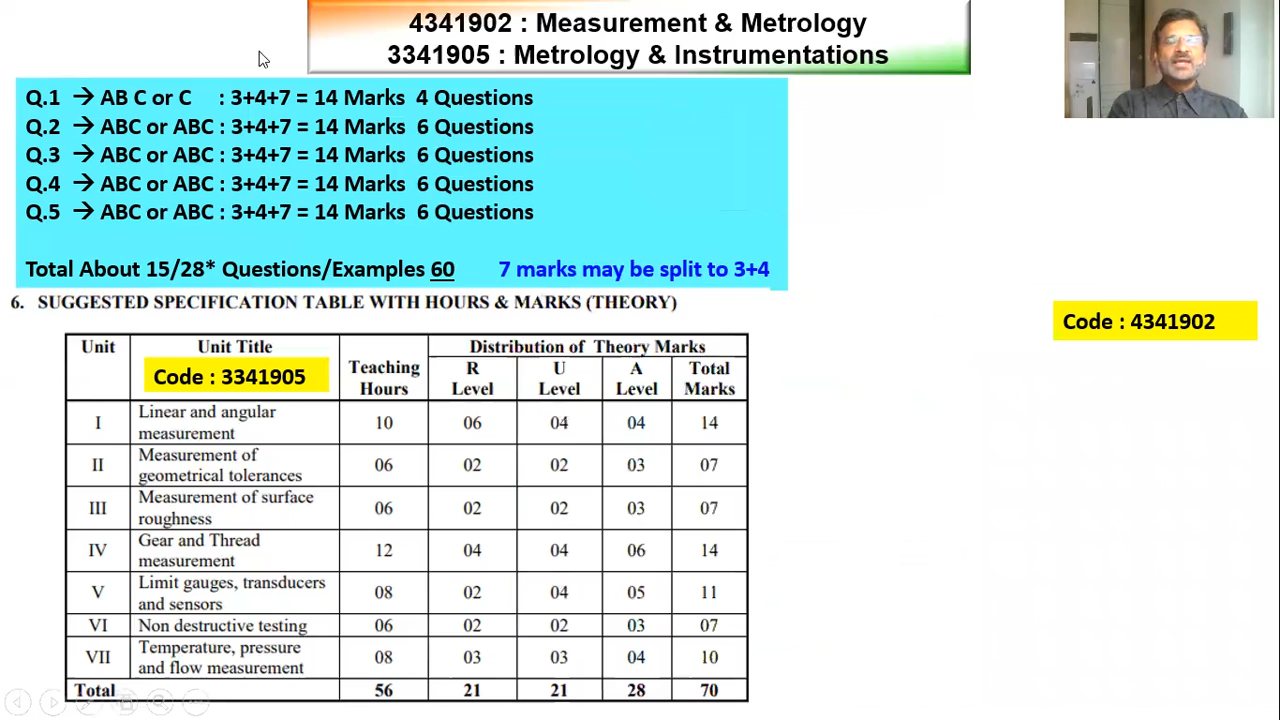 4341902 : Measurement & Metrology
3341905 : Metrology & Instrumentations
Q.1 → AB C or C : 3+4+7 = 14 Marks 4 Questions
Q.2 → ABC or ABC : 3+4+7 = 14 Marks 6 Questions
Q.3 → ABC or ABC : 3+4+7 = 14 Marks 6 Questions
Q.4 → ABC or ABC : 3+4+7 = 14 Marks 6 Questions
Q.5 → ABC or ABC : 3+4+7 = 14 Marks 6 Questions
Total About 15/28* Questions/Examples 60 7 marks may be split to 3+4
6. SUGGESTED SPECIFICATION TABLE WITH HOURS & MARKS (THEORY)
Code : 4341902
Unit Unit Title Teaching Hours Distribution of Theory Marks
Code : 3341905
R Level U Level A Level Total Marks
I Linear and angular measurement 10 06 04 04 14
II Measurement of geometrical tolerances 06 02 02 03 07
III Measurement of surface roughness 06 02 02 03 07
IV Gear and Thread measurement 12 04 04 06 14
V Limit gauges, transducers and sensors 08 02 04 05 11
VI Non destructive testing 06 02 02 03 07
VII Temperature, pressure and flow measurement 08 03 03 04 10
Total 56 21 21 28 70